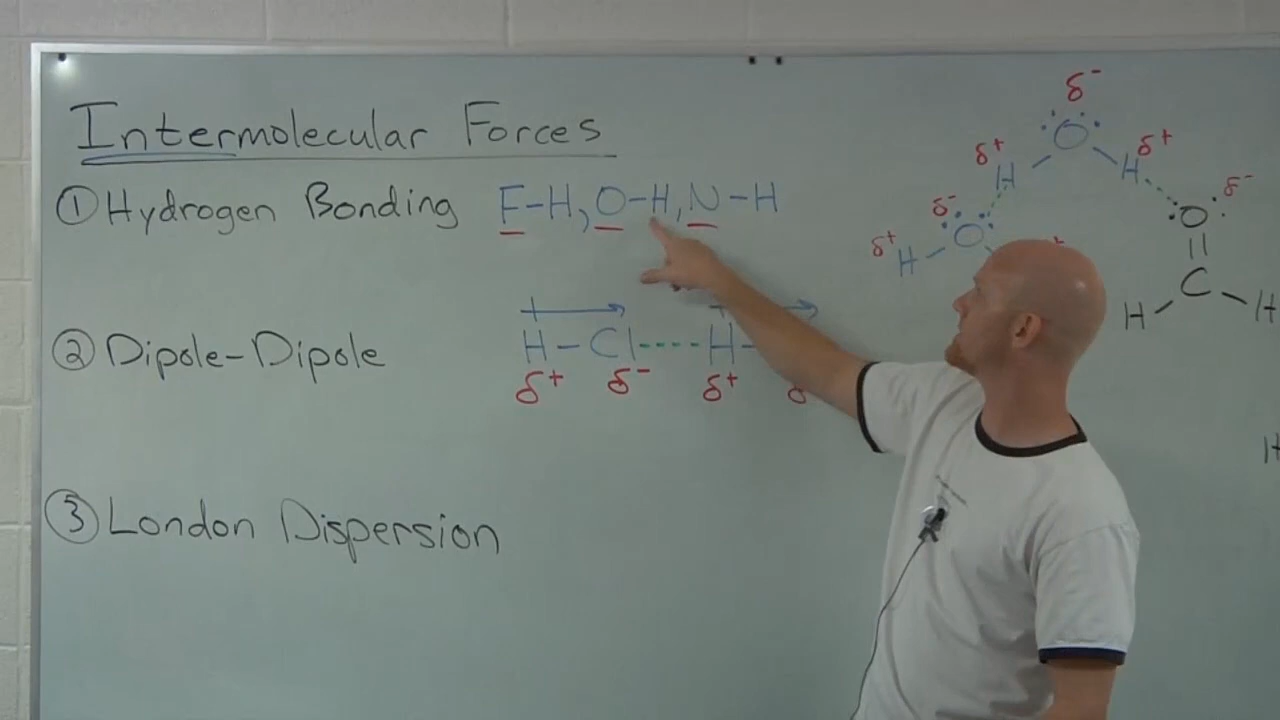 Intermolecular Forces
① Hydrogen Bonding F-H, O-H, N-H
② Dipole-Dipole
H - Cl ---- H -
δ+ δ- δ+ δ
③ London Dispersion
δ-
O
δ+ H H δ+
δ- O
δ+ H
+
O δ-
C
H H
H